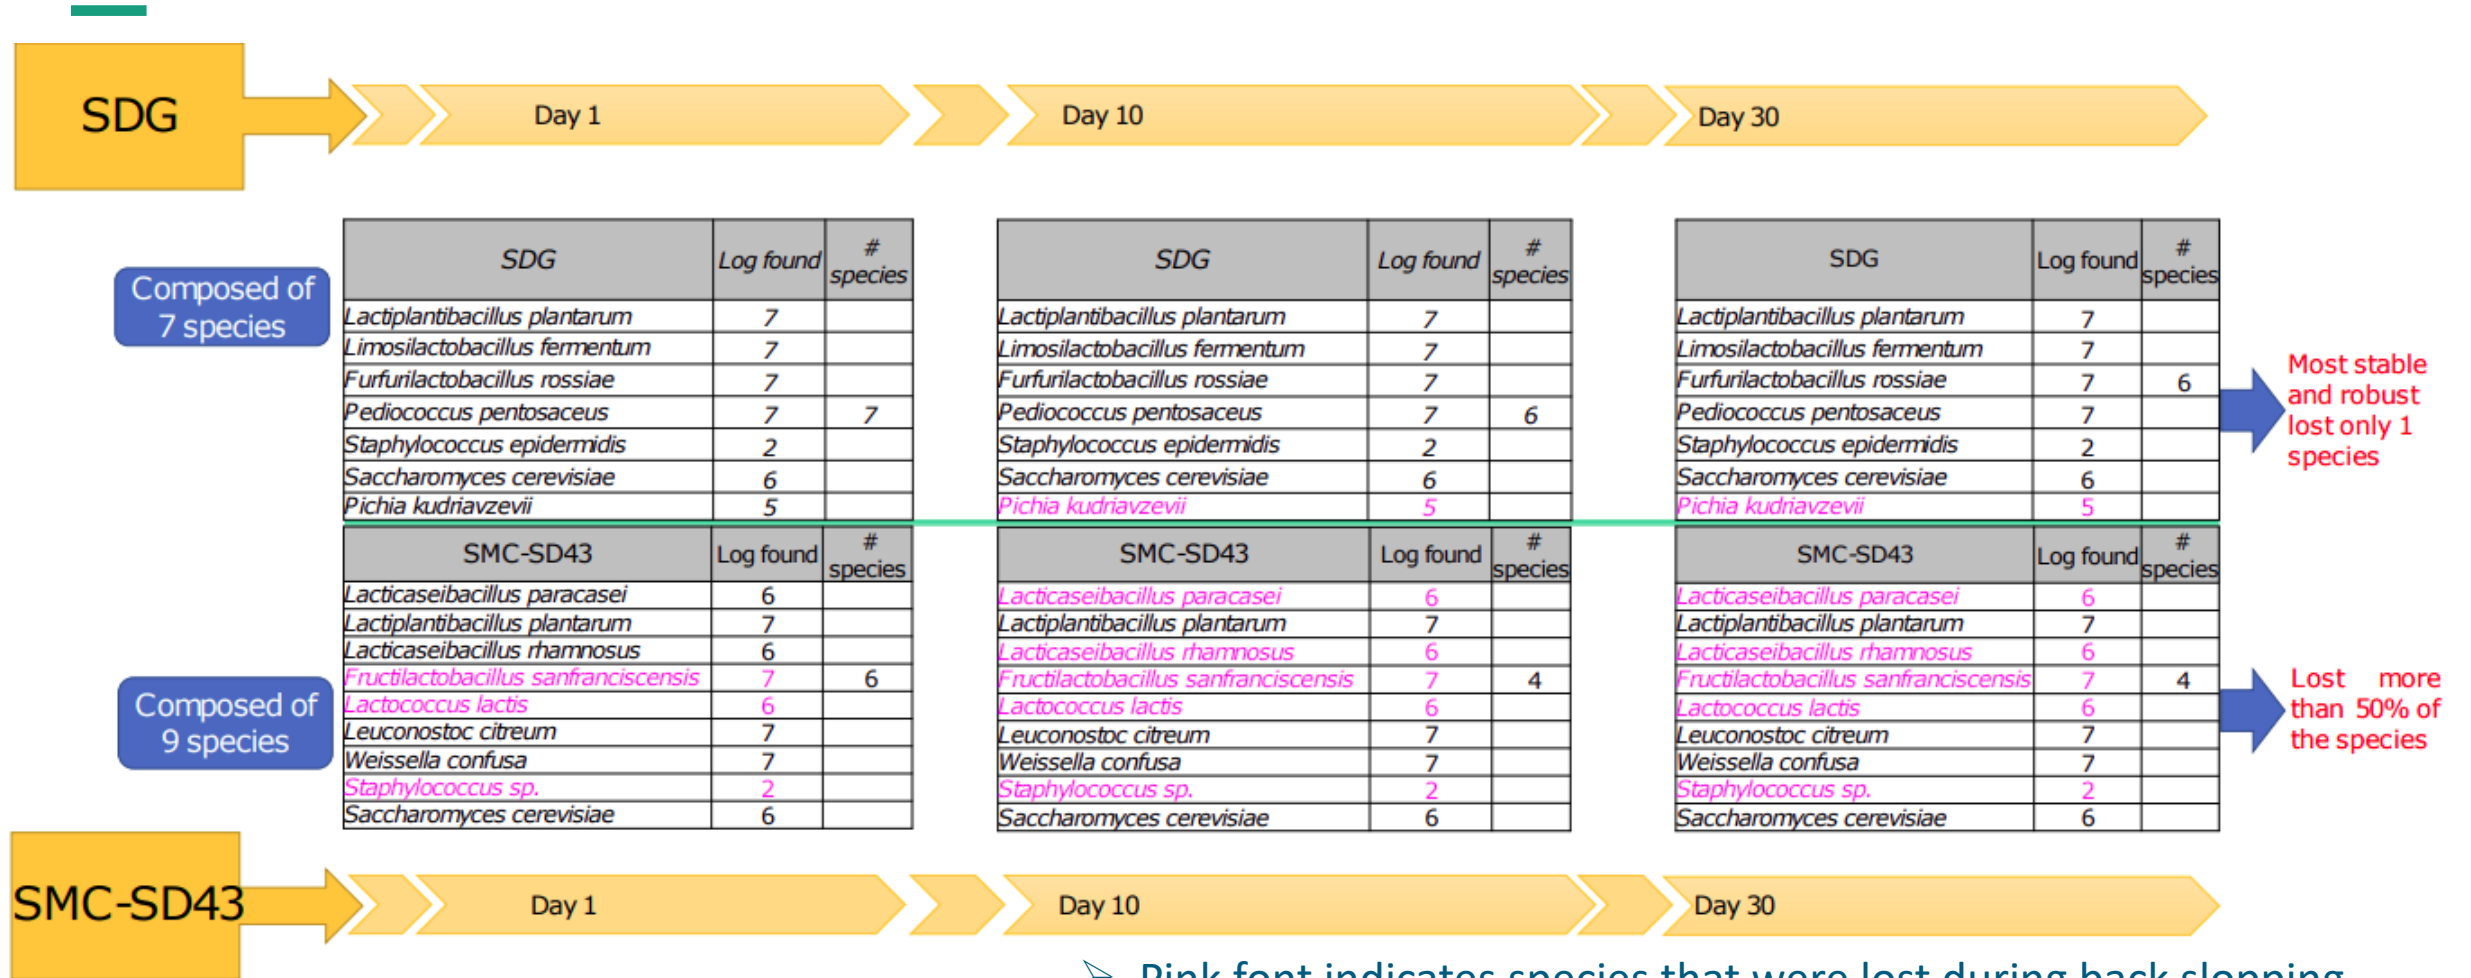 SDG
Day 1
Day 10
Day 30
Composed of
7 species
SDG Log found # species
Lactiplantibacillus plantarum 7
Limosilactobacillus fermentum 7
Furfurilactobacillus rossiae 7
Pediococcus pentosaceus 7 7
Staphylococcus epidermidis 2
Saccharomyces cerevisiae 6
Pichia kudriavzevii 5
SDG Log found # species
Lactiplantibacillus plantarum 7
Limosilactobacillus fermentum 7
Furfurilactobacillus rossiae 7
Pediococcus pentosaceus 7 6
Staphylococcus epidermidis 2
Saccharomyces cerevisiae 6
Pichia kudriavzevii 5
SDG Log found # species
Lactiplantibacillus plantarum 7
Limosilactobacillus fermentum 7
Furfurilactobacillus rossiae 7 6
Pediococcus pentosaceus 7
Staphylococcus epidermidis 2
Saccharomyces cerevisiae 6
Pichia kudriavzevii 5
Most stable
and robust
lost only 1
species
Composed of
9 species
SMC-SD43 Log found # species
Lacticaseibacillus paracasei 6
Lactiplantibacillus plantarum 7
Lacticaseibacillus rhamnosus 6
Fructilactobacillus sanfranciscensis 7 6
Lactococcus lactis 6
Leuconostoc citreum 7
Weissella confusa 7
Staphylococcus sp. 2
Saccharomyces cerevisiae 6
SMC-SD43 Log found # species
Lacticaseibacillus paracasei 6
Lactiplantibacillus plantarum 7
Lacticaseibacillus rhamnosus 6
Fructilactobacillus sanfranciscensis 7 4
Lactococcus lactis 6
Leuconostoc citreum 7
Weissella confusa 7
Staphylococcus sp. 2
Saccharomyces cerevisiae 6
SMC-SD43 Log found # species
Lacticaseibacillus paracasei 6
Lactiplantibacillus plantarum 7
Lacticaseibacillus rhamnosus 6
Fructilactobacillus sanfranciscensis 7 4
Lactococcus lactis 6
Leuconostoc citreum 7
Weissella confusa 7
Staphylococcus sp. 2
Saccharomyces cerevisiae 6
Lost more
than 50% of
the species
SMC-SD43
Day 1
Day 10
Day 30
Pink font indicates species that were lost during back slopping